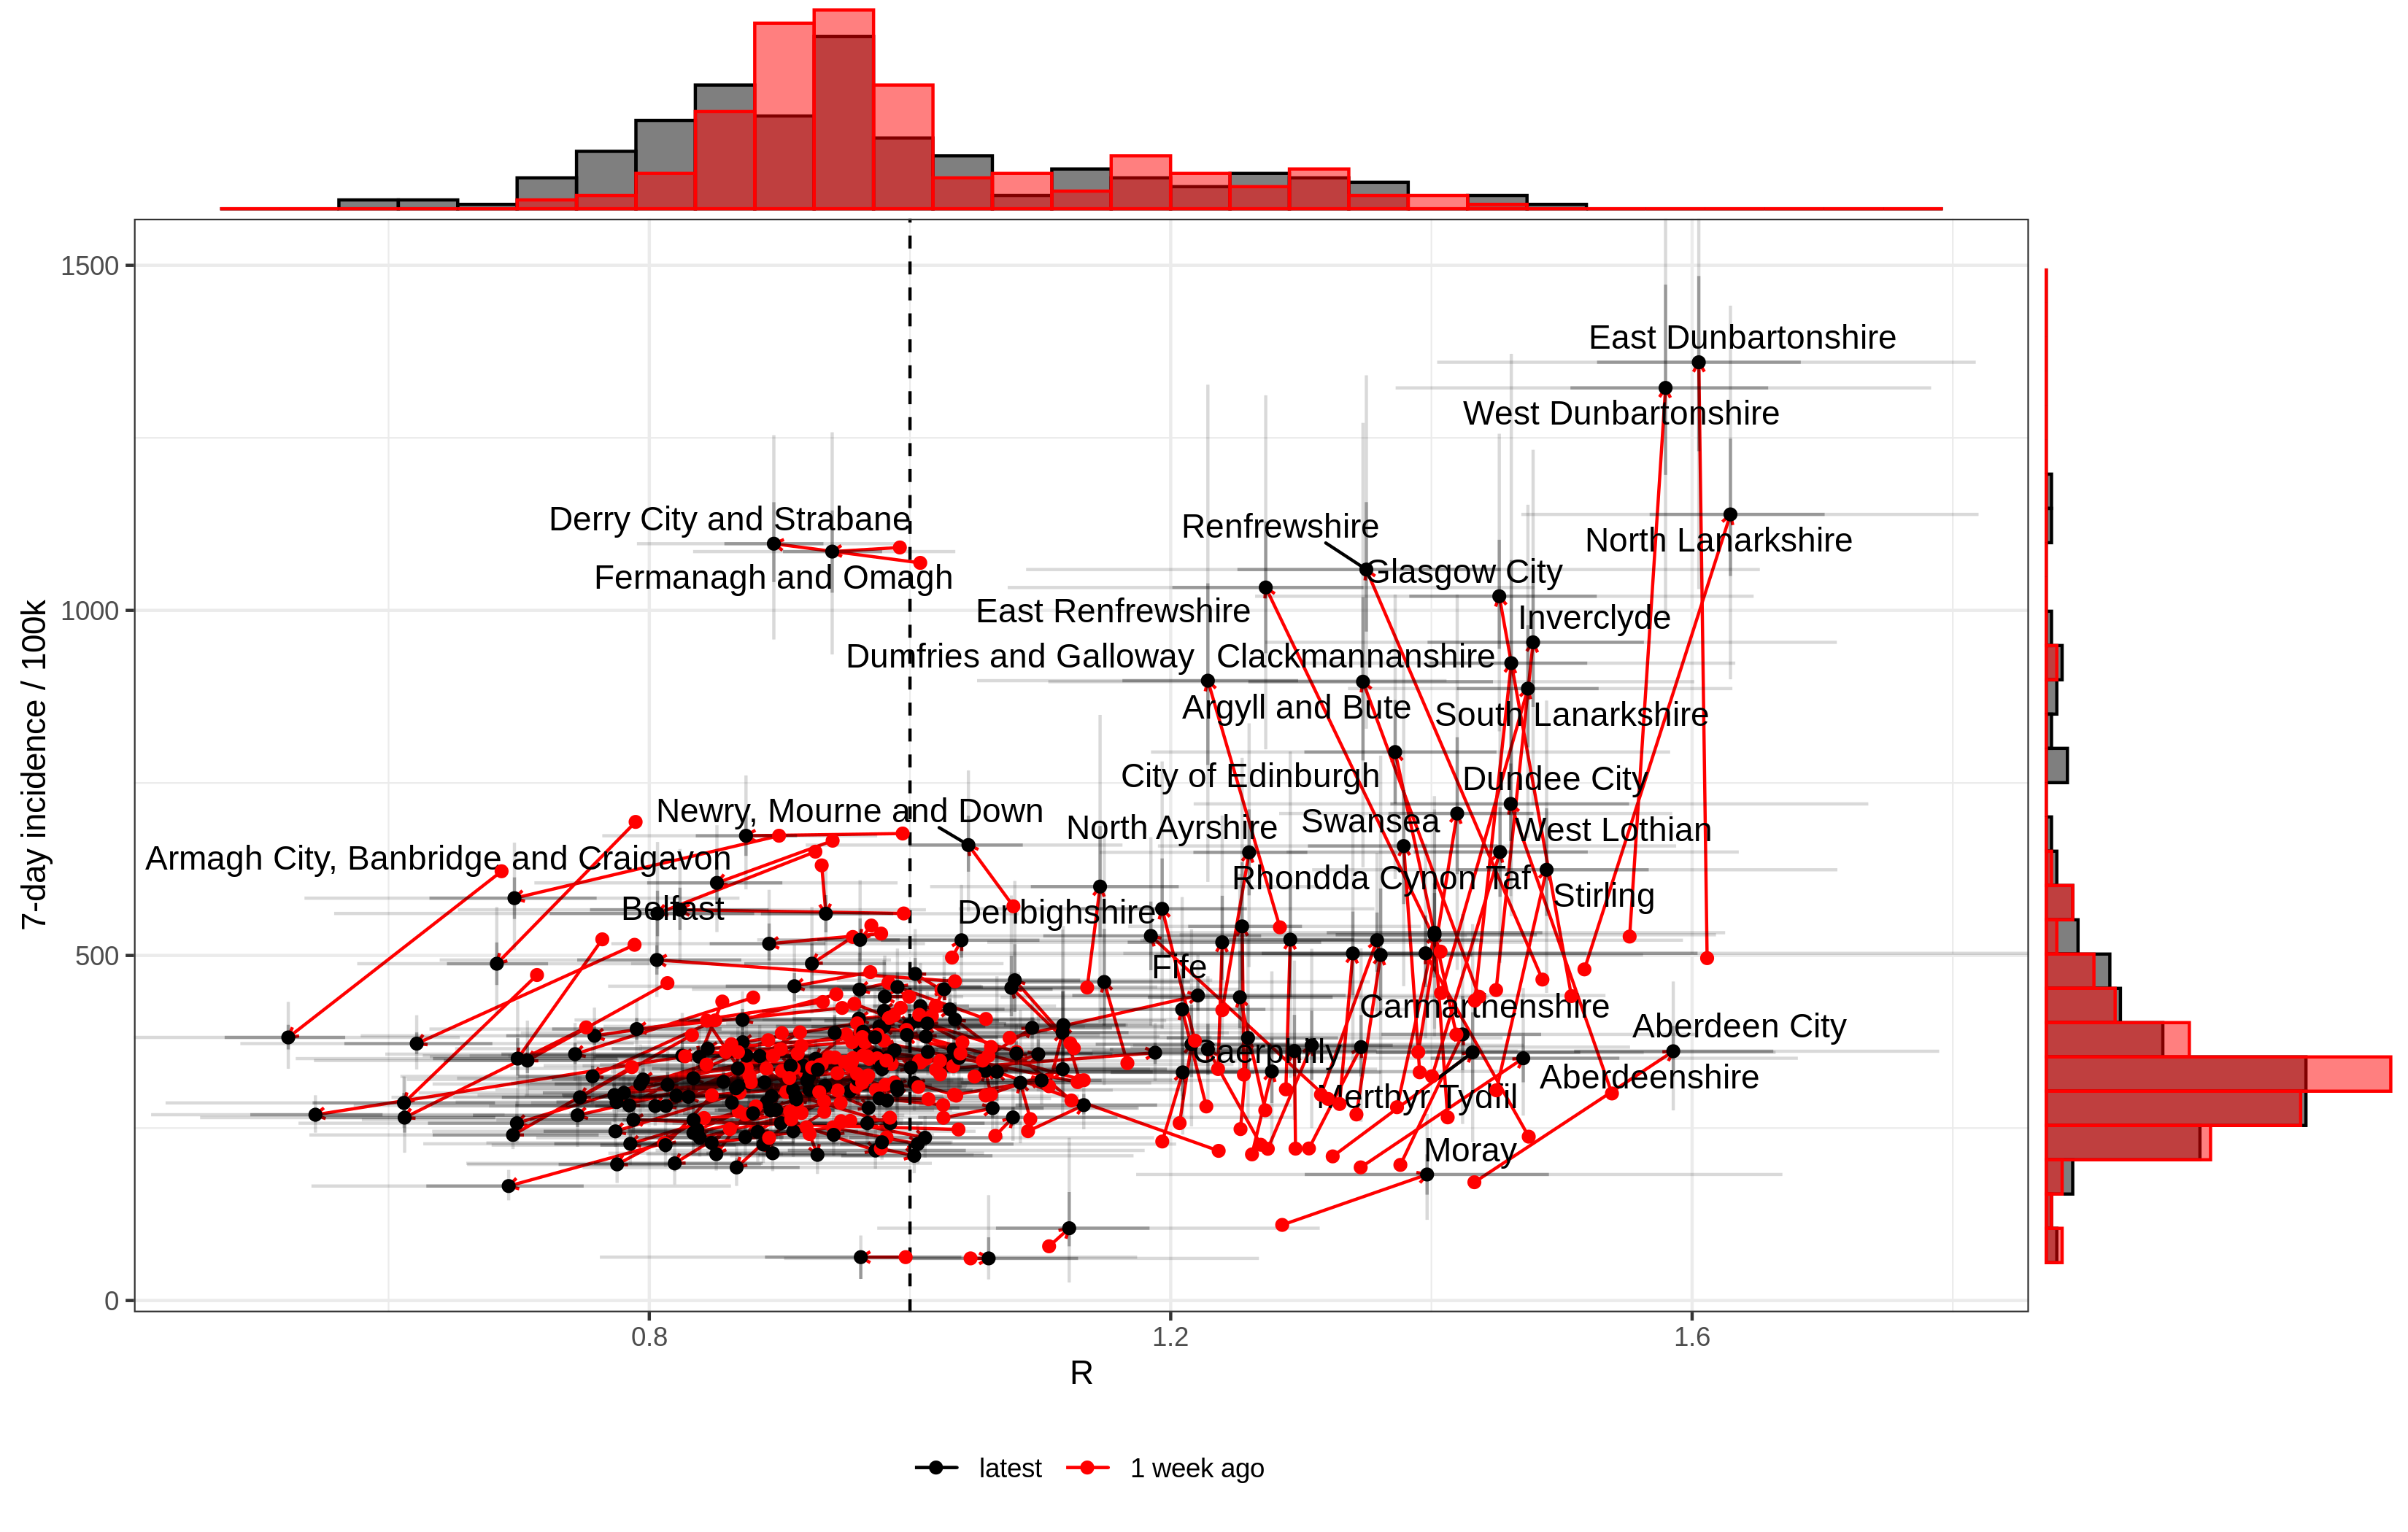 1500
1000
500
0
7-day incidence / 100k
East Dunbartonshire
West Dunbartonshire
Derry City and Strabane
Renfrewshire
North Lanarkshire
Fermanagh and Omagh
Glasgow City
East Renfrewshire
Inverclyde
Dumfries and Galloway
Clackmannanshire
Argyll and Bute
South Lanarkshire
City of Edinburgh
Dundee City
Newry, Mourne and Down
North Ayrshire
Swansea
West Lothian
Armagh City, Banbridge and Craigavon
Rhondda Cynon Taf
Stirling
Belfast
Denbighshire
Fife
Carmarthenshire
Aberdeen City
Caerphilly
Aberdeenshire
Merthyr Tydfil
Moray
0.8
1.2
1.6
R
latest
1 week ago